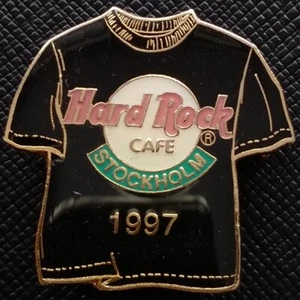 Hard Rock
CAFE
®
STOCKHOLM
1997